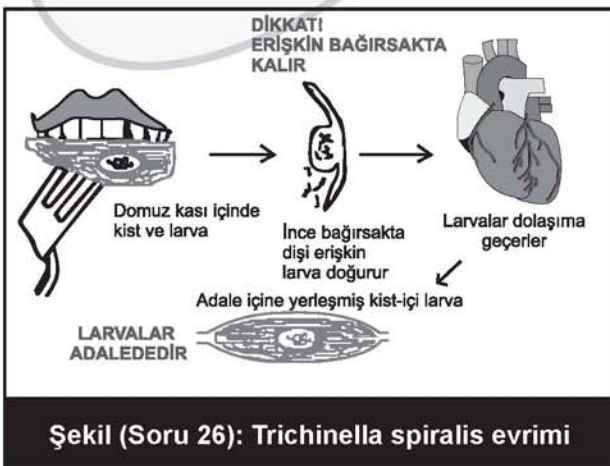 DİKKAT!
ERİŞKİN BAĞIRSAKTA
KALIR
Domuz kası içinde
kist ve larva
İnce bağırsakta
dişi erişkin
larva doğurur
Larvalar dolaşıma
geçerler
Adale içine yerleşmiş kist-içi larva
LARVALAR
ADALEDEDİR
Şekil (Soru 26): Trichinella spiralis evrimi